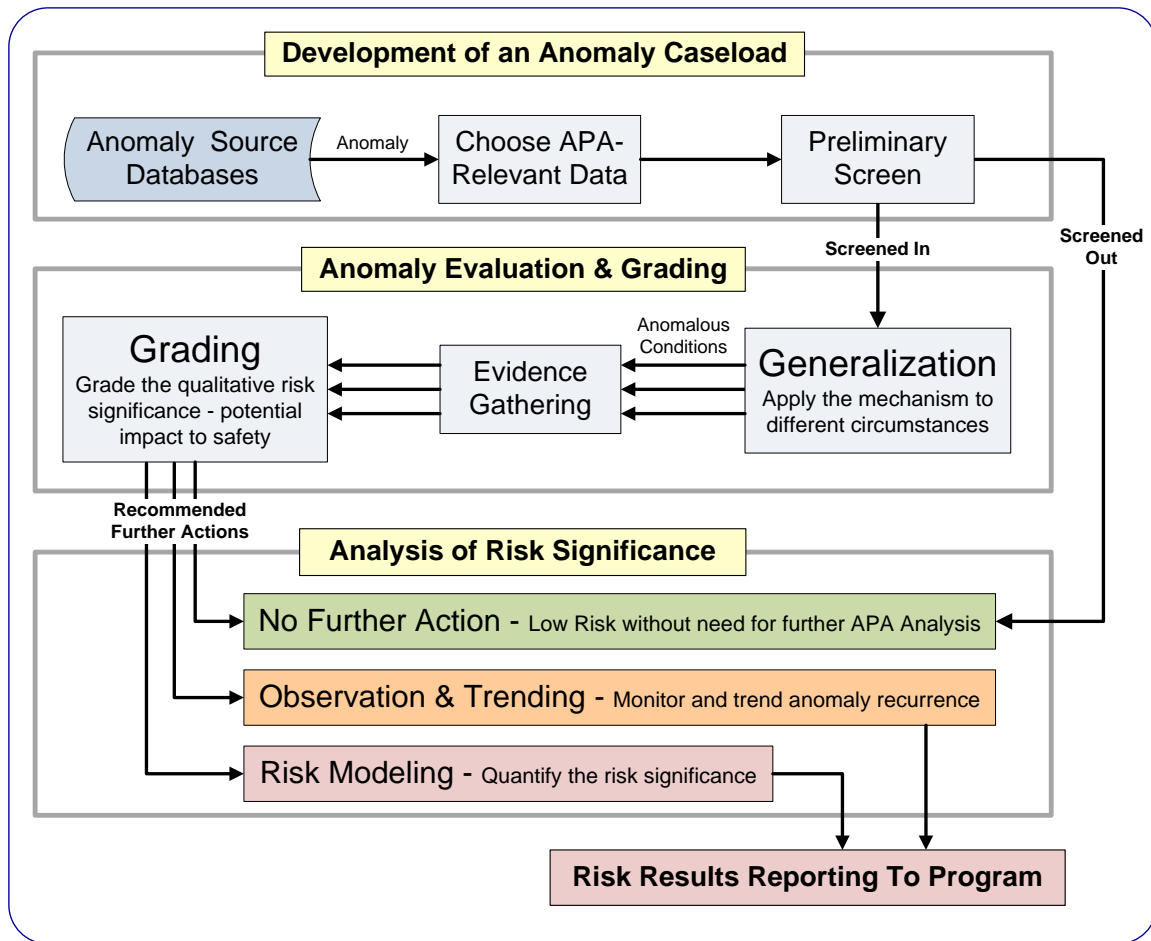 Development of an Anomaly Caseload
Anomaly Source
Databases
Anomaly
Choose APA-
Relevant Data
Preliminary
Screen
Screened In
Screened
Out
Anomaly Evaluation & Grading
Grading
Grade the qualitative risk
significance - potential
impact to safety
Evidence
Gathering
Anomalous
Conditions
Generalization
Apply the mechanism to
different circumstances
Recommended
Further Actions
Analysis of Risk Significance
No Further Action - Low Risk without need for further APA Analysis
Observation & Trending - Monitor and trend anomaly recurrence
Risk Modeling - Quantify the risk significance
Risk Results Reporting To Program